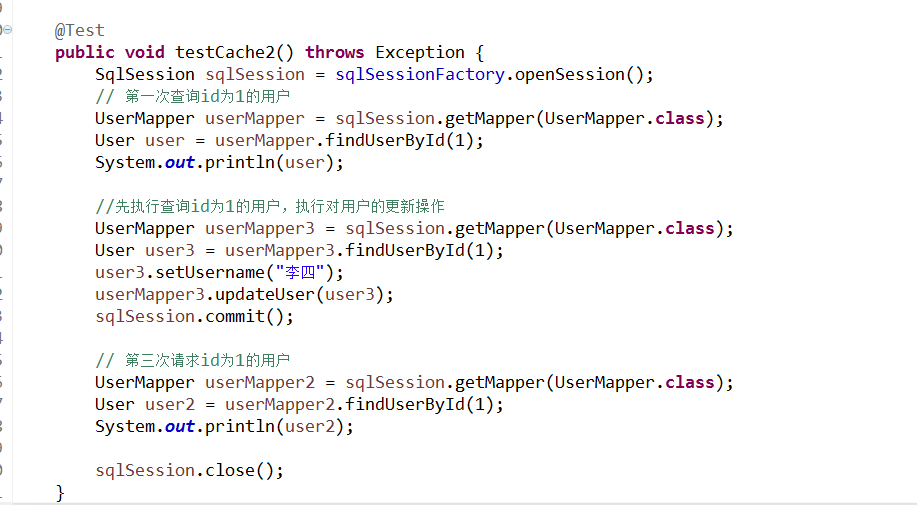 @Test
public void testCache2() throws Exception {
SqlSession sqlSession = sqlSessionFactory.openSession();
// 第一次查询id为1的用户
UserMapper userMapper = sqlSession.getMapper(UserMapper.class);
User user = userMapper.findUserById(1);
System.out.println(user);
//先执行查询id为1的用户，执行对用户的更新操作
UserMapper userMapper3 = sqlSession.getMapper(UserMapper.class);
User user3 = userMapper3.findUserById(1);
user3.setUsername("李四");
userMapper3.updateUser(user3);
sqlSession.commit();
// 第三次请求id为1的用户
UserMapper userMapper2 = sqlSession.getMapper(UserMapper.class);
User user2 = userMapper2.findUserById(1);
System.out.println(user2);
sqlSession.close();
}